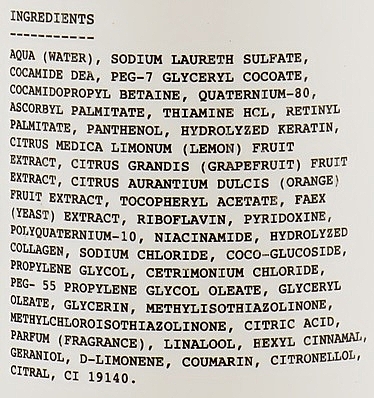 INGREDIENTS
-----------
AQUA (WATER), SODIUM LAURETH SULFATE,
COCAMIDE DEA, PEG-7 GLYCERYL COCOATE,
COCAMIDOPROPYL BETAINE, QUATERNIUM-80,
ASCORBYL PALMITATE, THIAMINE HCL, RETINYL
PALMITATE, PANTHENOL, HYDROLYZED KERATIN,
CITRUS MEDICA LIMONUM (LEMON) FRUIT
EXTRACT, CITRUS GRANDIS (GRAPEFRUIT) FRUIT
EXTRACT, CITRUS AURANTIUM DULCIS (ORANGE)
FRUIT EXTRACT, TOCOPHERYL ACETATE, FAEX
(YEAST) EXTRACT, RIBOFLAVIN, PYRIDOXINE,
POLYQUATERNIUM-10, NIACINAMIDE, HYDROLYZED
COLLAGEN, SODIUM CHLORIDE, COCO-GLUCOSIDE,
PROPYLENE GLYCOL, CETRIMONIUM CHLORIDE,
PEG- 55 PROPYLENE GLYCOL OLEATE, GLYCERYL
OLEATE, GLYCERIN, METHYLISOTHIAZOLINONE,
METHYLCHLOROISOTHIAZOLINONE, CITRIC ACID,
PARFUM (FRAGRANCE), LINALOOL, HEXYL CINNAMAL,
GERANIOL, D-LIMONENE, COUMARIN, CITRONELLOL,
CITRAL, CI 19140.